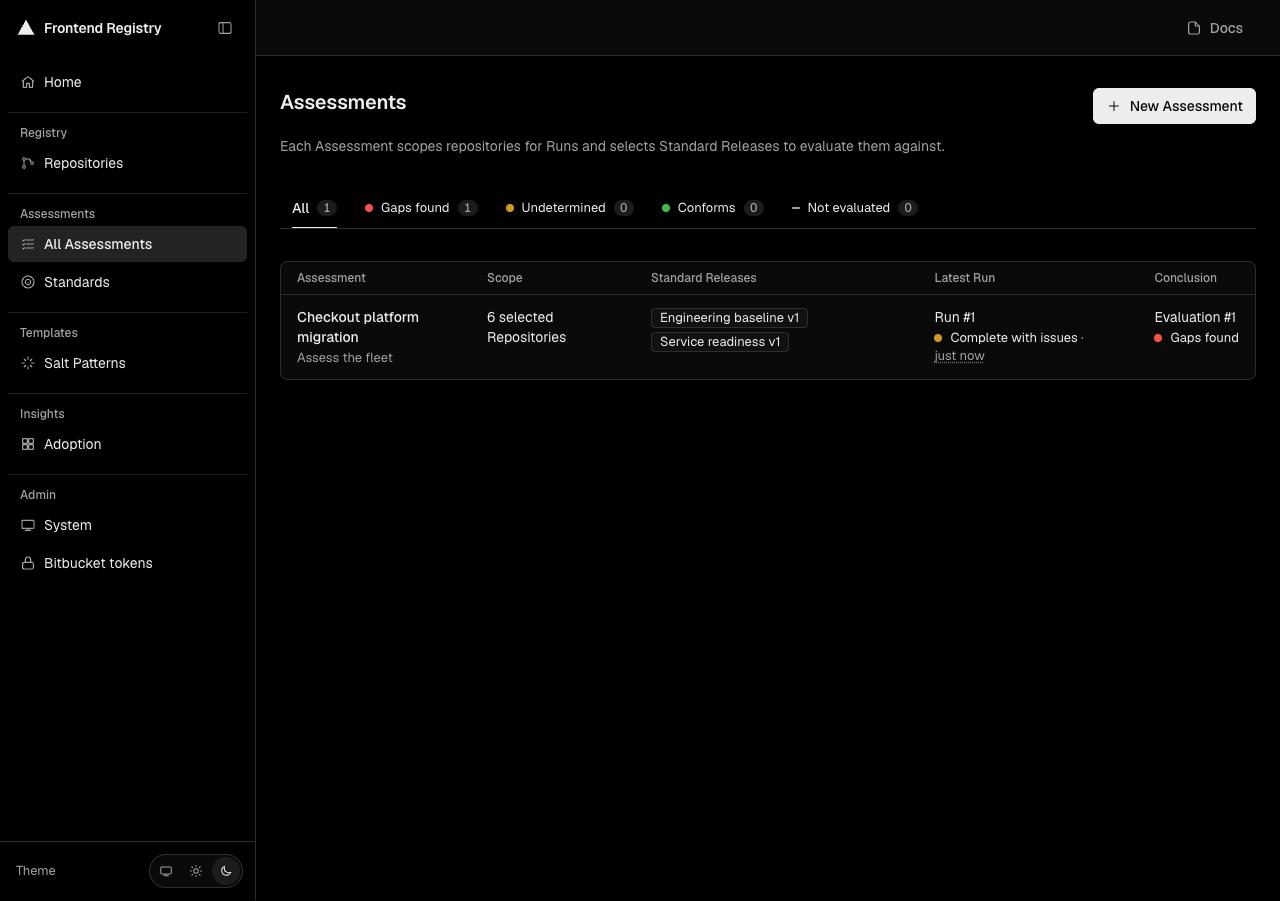 Frontend Registry
Docs
Home
Registry
Repositories
Assessments
All Assessments
Standards
Templates
Salt Patterns
Insights
Adoption
Admin
System
Bitbucket tokens
Theme
Assessments
New Assessment
Each Assessment scopes repositories for Runs and selects Standard Releases to evaluate them against.
All 1 Gaps found 1 Undetermined 0 Conforms 0 Not evaluated 0
Assessment Scope Standard Releases Latest Run Conclusion
Checkout platform migration
Assess the fleet
6 selected
Repositories
Engineering baseline v1
Service readiness v1
Run #1
Complete with issues ·
just now
Evaluation #1
Gaps found